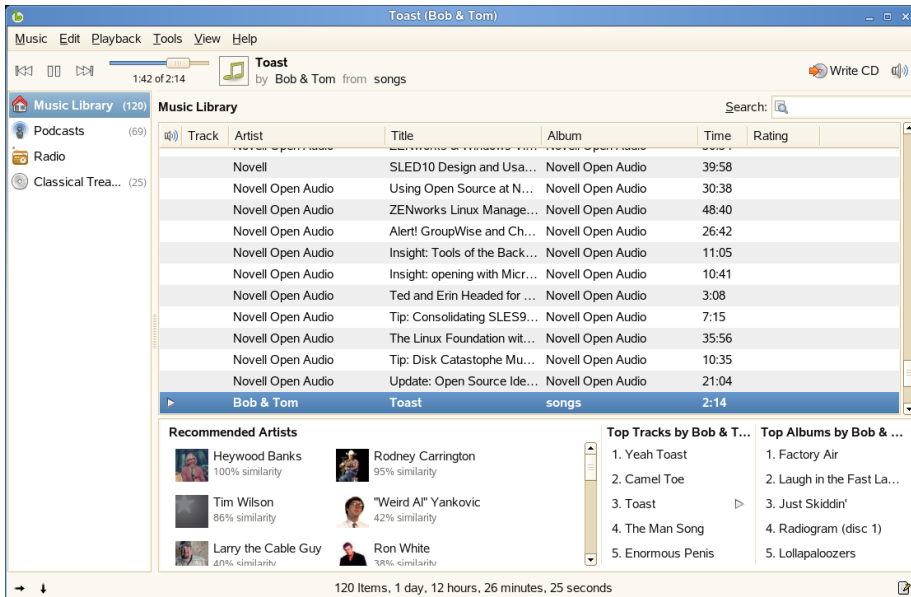 Toast (Bob & Tom)
Music Edit Playback Tools View Help
Toast
by Bob & Tom from songs
1:42 of 2:14
Write CD
Music Library (120)
Podcasts (69)
Radio
Classical Trea... (25)
Music Library
Search:
Track Artist Title Album Time Rating
Novell SLED10 Design and Usa... Novell Open Audio 39:58
Novell Open Audio Using Open Source at N... Novell Open Audio 30:38
Novell Open Audio ZENworks Linux Manage... Novell Open Audio 48:40
Novell Open Audio Alert! GroupWise and Ch... Novell Open Audio 26:42
Novell Open Audio Insight: Tools of the Back... Novell Open Audio 11:05
Novell Open Audio Insight: opening with Micr... Novell Open Audio 10:41
Novell Open Audio Ted and Erin Headed for ... Novell Open Audio 3:08
Novell Open Audio Tip: Consolidating SLES9... Novell Open Audio 7:15
Novell Open Audio The Linux Foundation wit... Novell Open Audio 35:56
Novell Open Audio Tip: Disk Catastophe Mu... Novell Open Audio 10:35
Novell Open Audio Update: Open Source Ide... Novell Open Audio 21:04
Bob & Tom Toast songs 2:14
Recommended Artists
Heywood Banks
100% similarity
Rodney Carrington
95% similarity
Tim Wilson
86% similarity
"Weird Al" Yankovic
42% similarity
Larry the Cable Guy
40% similarity
Ron White
38% similarity
Top Tracks by Bob & T...
1. Yeah Toast
2. Camel Toe
3. Toast
4. The Man Song
5. Enormous Penis
Top Albums by Bob & ...
1. Factory Air
2. Laugh in the Fast La...
3. Just Skiddin'
4. Radiogram (disc 1)
5. Lollapaloozers
120 Items, 1 day, 12 hours, 26 minutes, 25 seconds